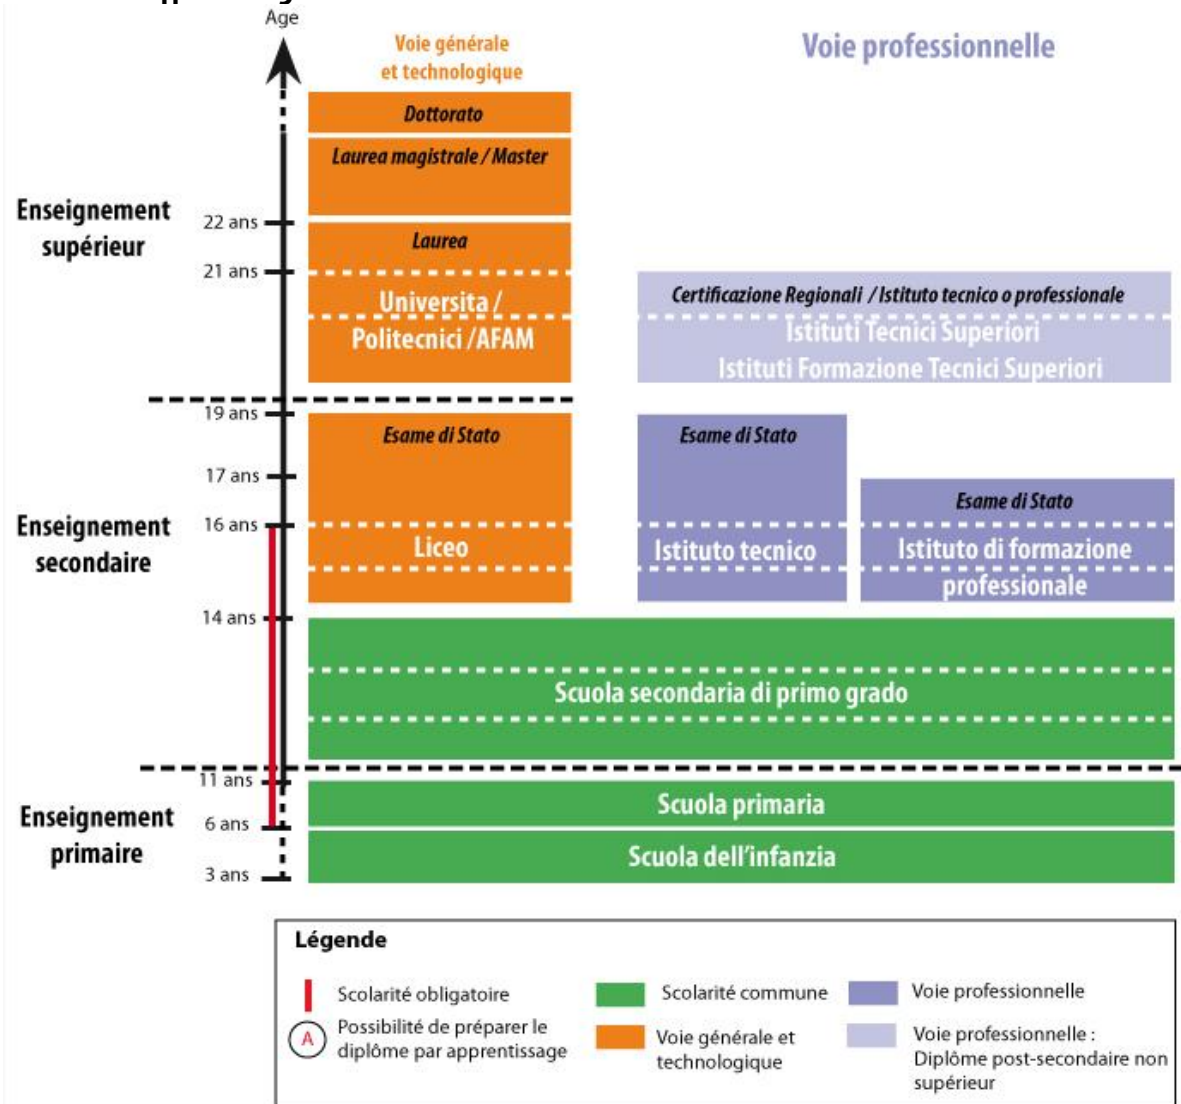 Age
Voie générale
et technologique
Voie professionnelle
Dottorato
Laurea magistrale / Master
Enseignement
supérieur
22 ans
Laurea
21 ans
Universita /
Politecnici /AFAM
Certificazione Regionali / Istituto tecnico o professionale
Istituti Tecnici Superiori
Istituti Formazione Tecnici Superiori
19 ans
Esame di Stato
Esame di Stato
17 ans
Esame di Stato
Enseignement
secondaire
16 ans
Liceo
Istituto tecnico
Istituto di formazione
professionale
14 ans
Scuola secondaria di primo grado
11 ans
Scuola primaria
Enseignement
primaire
6 ans
Scuola dell'infanzia
3 ans
Légende
Scolarité obligatoire
Scolarité commune
Voie professionnelle
A
Possibilité de préparer le
diplôme par apprentissage
Voie générale et
technologique
Voie professionnelle :
Diplôme post-secondaire non
supérieur